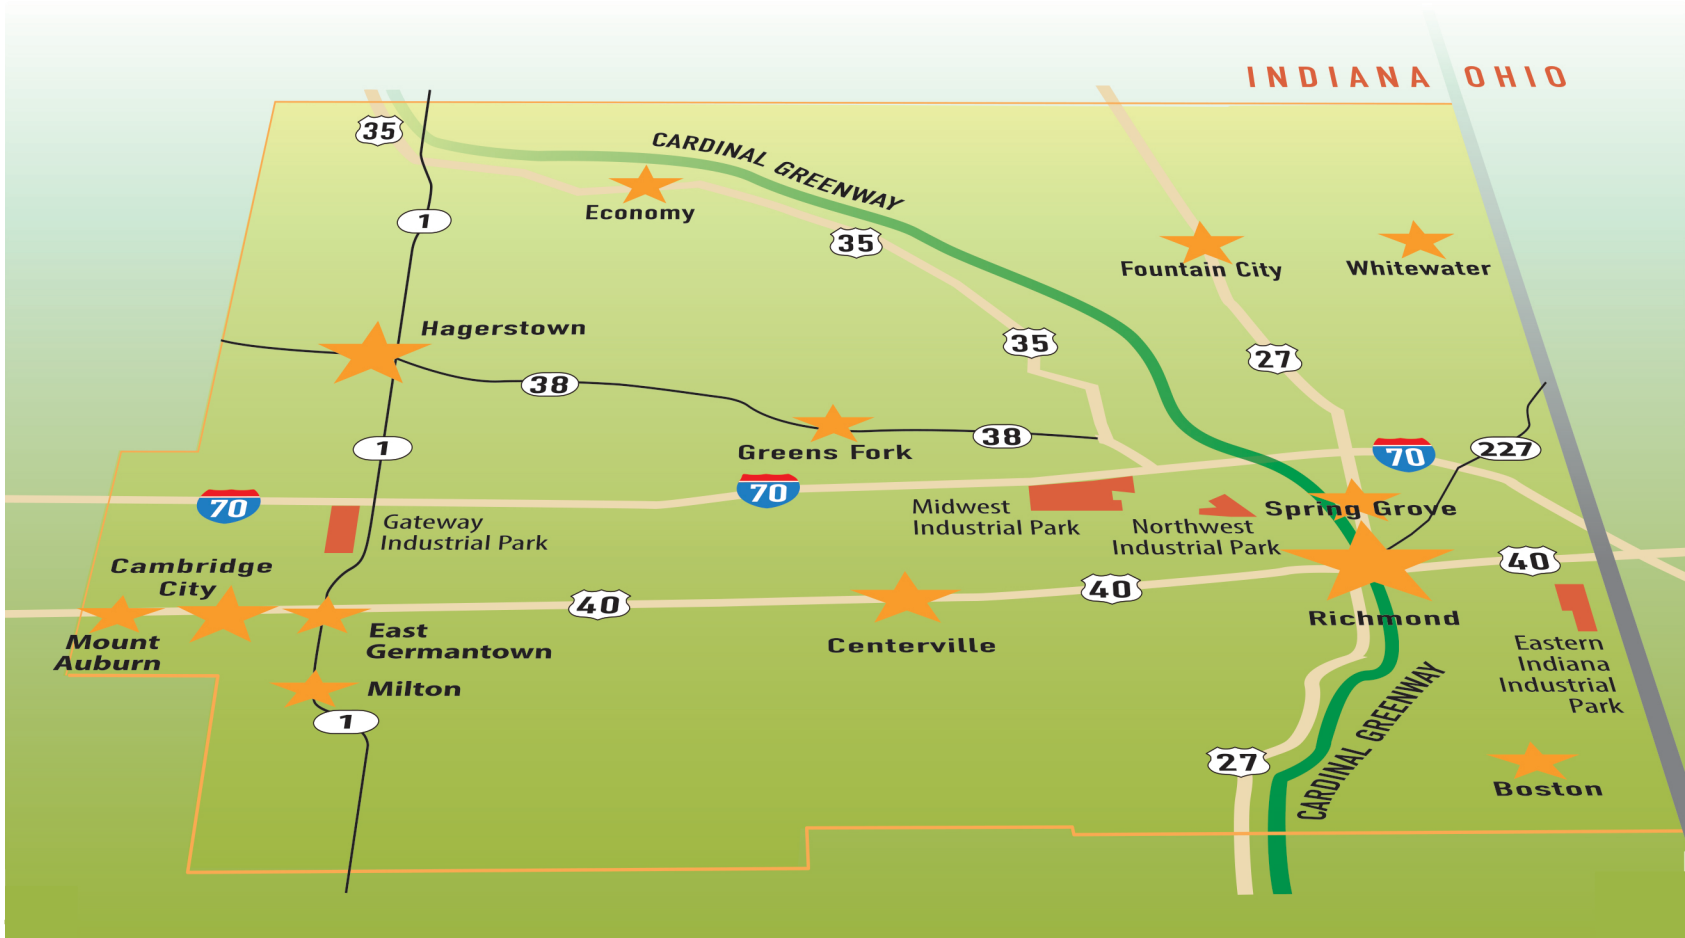 INDIANA OHIO
35
CARDINAL GREENWAY
Economy
1
35
Fountain City
Whitewater
Hagerstown
35
27
38
Greens Fork
38
1
70
227
70
70
Midwest
Industrial Park
Northwest
Industrial Park
Spring Grove
Gateway
Industrial Park
Cambridge
City
40
40
40
Mount
Auburn
East
Germantown
Centerville
Richmond
Eastern
Indiana
Industrial
Park
Milton
1
CARDINAL GREENWAY
27
Boston